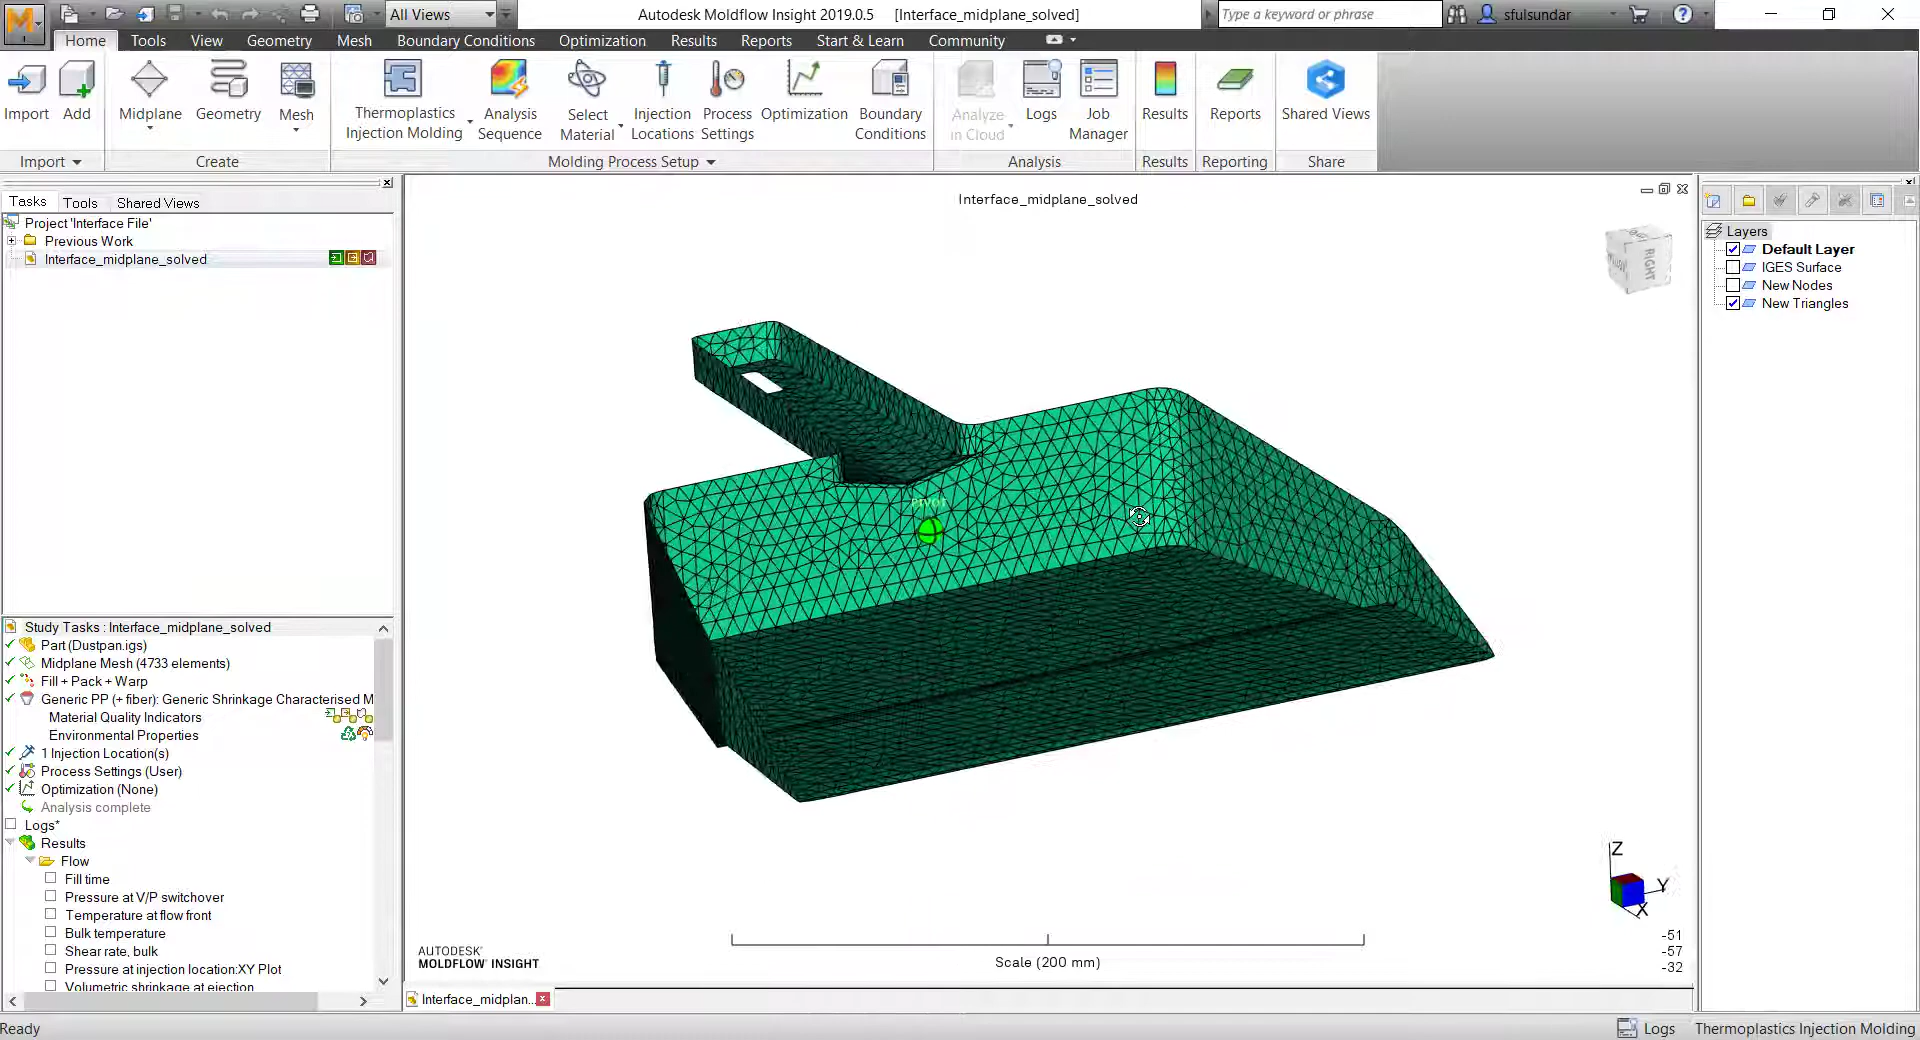 All Views
Autodesk Moldflow Insight 2019.0.5 [Interface_midplane_solved]
Type a keyword or phrase
sfulsundar
Home Tools View Geometry Mesh Boundary Conditions Optimization Results Reports Start & Learn Community
Import Add Midplane Geometry Mesh Thermoplastics Injection Molding Analysis Sequence Select Material Injection Locations Process Settings Optimization Boundary Conditions Analyze in Cloud Logs Job Manager Results Reports Shared Views
Import Create Molding Process Setup Analysis Results Reporting Share
Tasks Tools Shared Views
Project 'Interface File'
Previous Work
Interface_midplane_solved
Study Tasks : Interface_midplane_solved
Part (Dustpan.igs)
Midplane Mesh (4733 elements)
Fill + Pack + Warp
Generic PP (+ fiber): Generic Shrinkage Characterised M
Material Quality Indicators
Environmental Properties
1 Injection Location(s)
Process Settings (User)
Optimization (None)
Analysis complete
Logs*
Results
Flow
Fill time
Pressure at V/P switchover
Temperature at flow front
Bulk temperature
Shear rate, bulk
Pressure at injection location:XY Plot
Volumetric shrinkage at ejection
Interface_midplane_solved
PIVOT
RIGHT
Z
Y
X
-51
-57
-32
AUTODESK®
MOLDFLOW® INSIGHT
Scale (200 mm)
Interface_midplan...
Layers
Default Layer
IGES Surface
New Nodes
New Triangles
Ready
Logs Thermoplastics Injection Molding